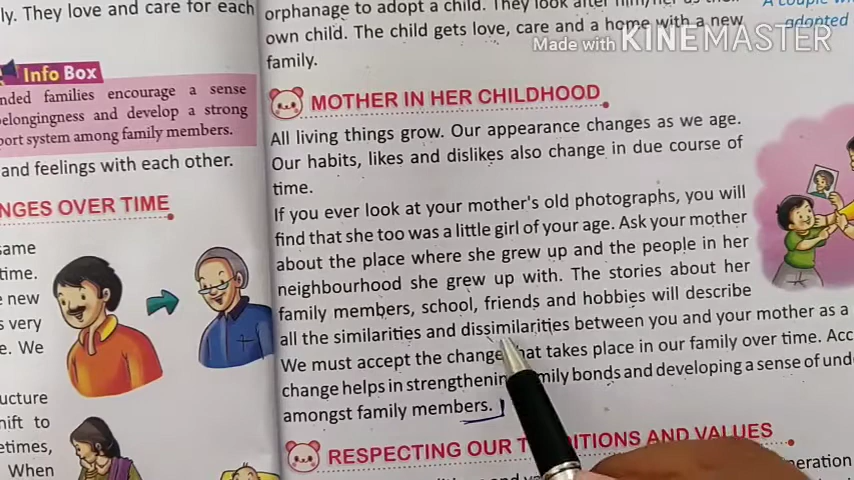 ly. They love and care for each
Info Box
nded families encourage a sense
belongingness and develop a strong
port system among family members.
and feelings with each other.
NGES OVER TIME
same
time.
e new
s very
e. We
ucture
hift to
etimes,
When
orphanage to adopt a child. They look after him/her as their
own child. The child gets love, care and a home with a new
family.
MOTHER IN HER CHILDHOOD
All living things grow. Our appearance changes as we age.
Our habits, likes and dislikes also change in due course of
time.
If you ever look at your mother's old photographs, you will
find that she too was a little girl of your age. Ask your mother
about the place where she grew up and the people in her
neighbourhood she grew up with. The stories about her
family members, school, friends and hobbies will describe
all the similarities and dissimilarities between you and your mother as a
We must accept the change that takes place in our family over time. Acc
change helps in strengthening family bonds and developing a sense of und
amongst family members.
RESPECTING OUR TRADITIONS AND VALUES
neration
A couple w
adopted
Made with KINEMASTER